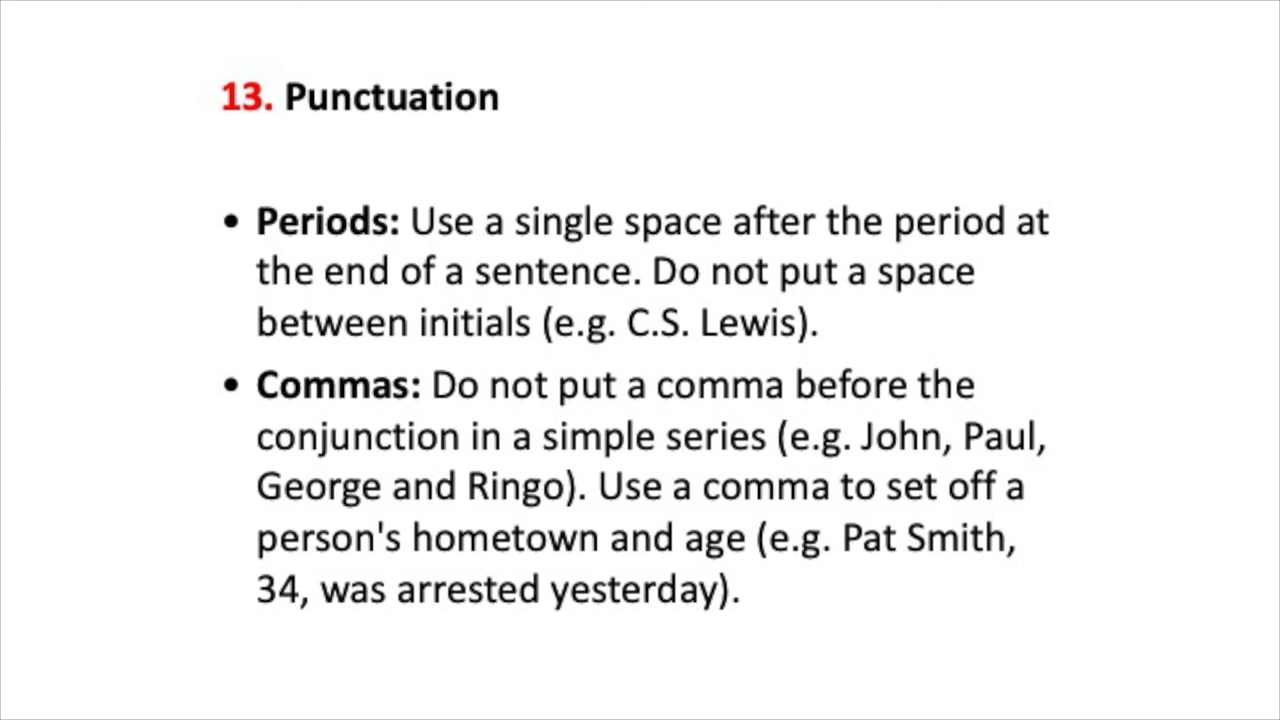 13. Punctuation
• Periods: Use a single space after the period at
the end of a sentence. Do not put a space
between initials (e.g. C.S. Lewis).
• Commas: Do not put a comma before the
conjunction in a simple series (e.g. John, Paul,
George and Ringo). Use a comma to set off a
person's hometown and age (e.g. Pat Smith,
34, was arrested yesterday).